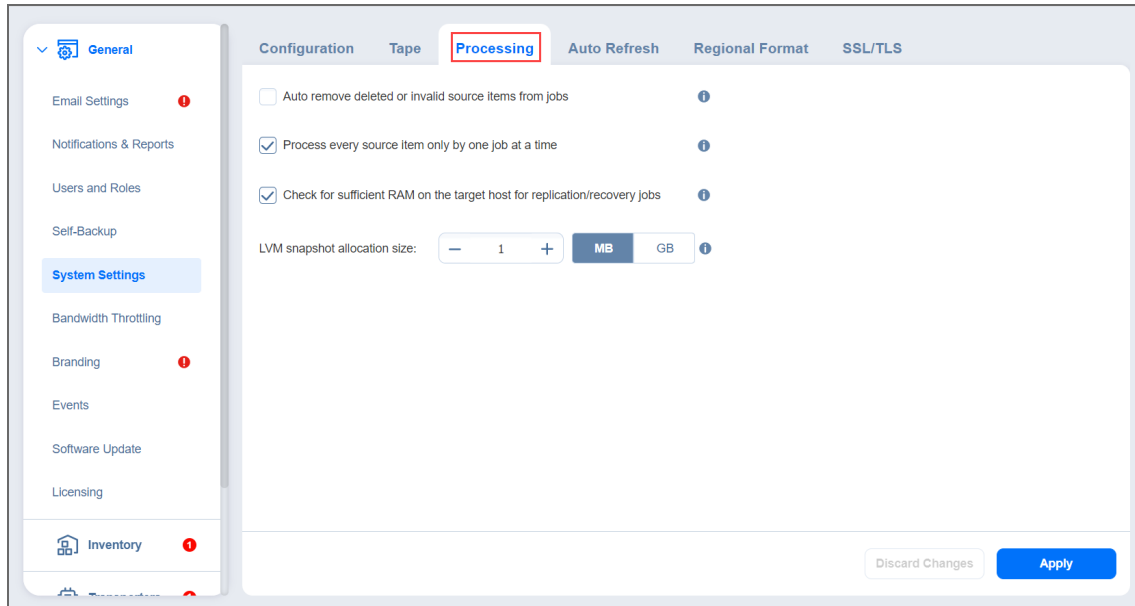 General
Email Settings
Notifications & Reports
Users and Roles
Self-Backup
System Settings
Bandwidth Throttling
Branding
Events
Software Update
Licensing
Inventory 1
Configuration Tape Processing Auto Refresh Regional Format SSL/TLS
Auto remove deleted or invalid source items from jobs
Process every source item only by one job at a time
Check for sufficient RAM on the target host for replication/recovery jobs
LVM snapshot allocation size: 1 MB GB
Discard Changes Apply